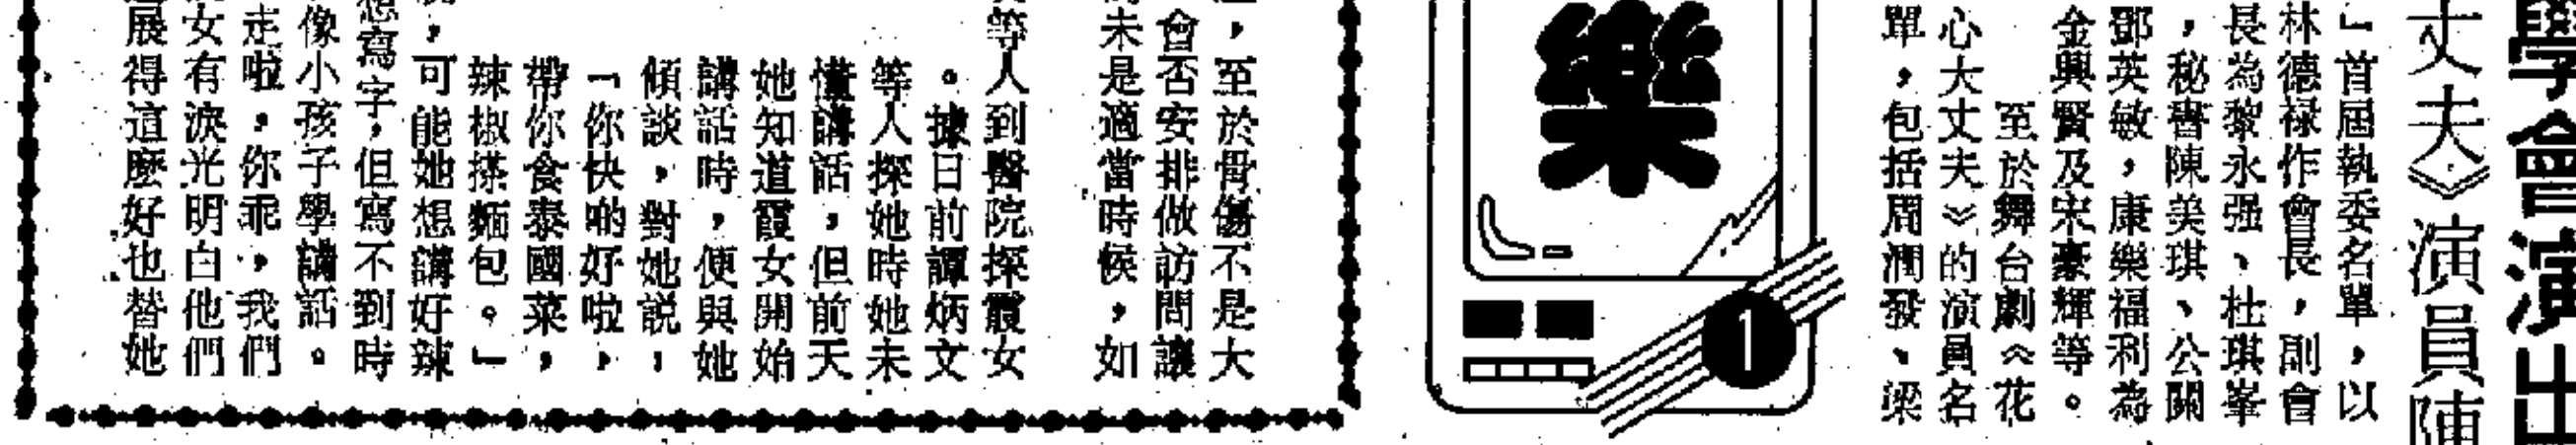 學會演出
丈夫》演員陣
」首屆執委名單，以
林德祿作會長，副會
長為黎永强、杜琪峯
，秘書陳美琪、公關
鄧英敏，康樂福利為
金興賢及宋豪輝等。
至於舞台劇《花
心大丈夫》的演員名
單，包括周潤發、梁
樂
1
，至於骨傷不是大
會否安排做訪問讓
未是適當時候，如
等人到醫院探霞女
。據日前譚炳文
等人探她時她未
懂講話，但前天
她知道霞女開始
講話時，便與她
傾談，對她説，
「你快啲好啦，
帶你食泰國菜，
辣椒搽麵包。」
，可能她想講好辣
想寫字，但寫不到時
像小孩子學講話。
走啦，你乖，我們
女有淚光明白他們
展得這麼好也替她